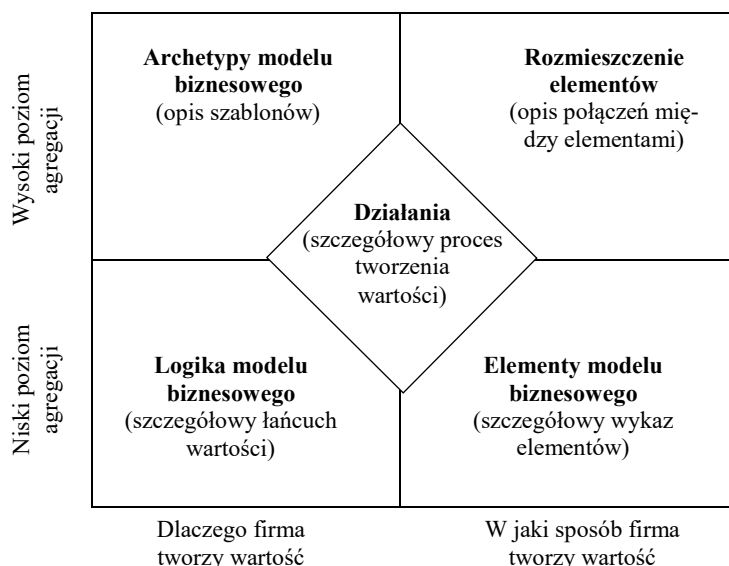 Wysoki poziom
agregacji
Archetypy modelu
biznesowego
(opis szablonów)
Rozmieszczenie
elementów
(opis połączeń mię-
dzy elementami)
Działania
(szczegółowy proces
tworzenia
wartości)
Niski poziom
agregacji
Logika modelu
biznesowego
(szczegółowy łańcuch
wartości)
Elementy modelu
biznesowego
(szczegółowy wykaz
elementów)
Dlaczego firma
tworzy wartość
W jaki sposób firma
tworzy wartość